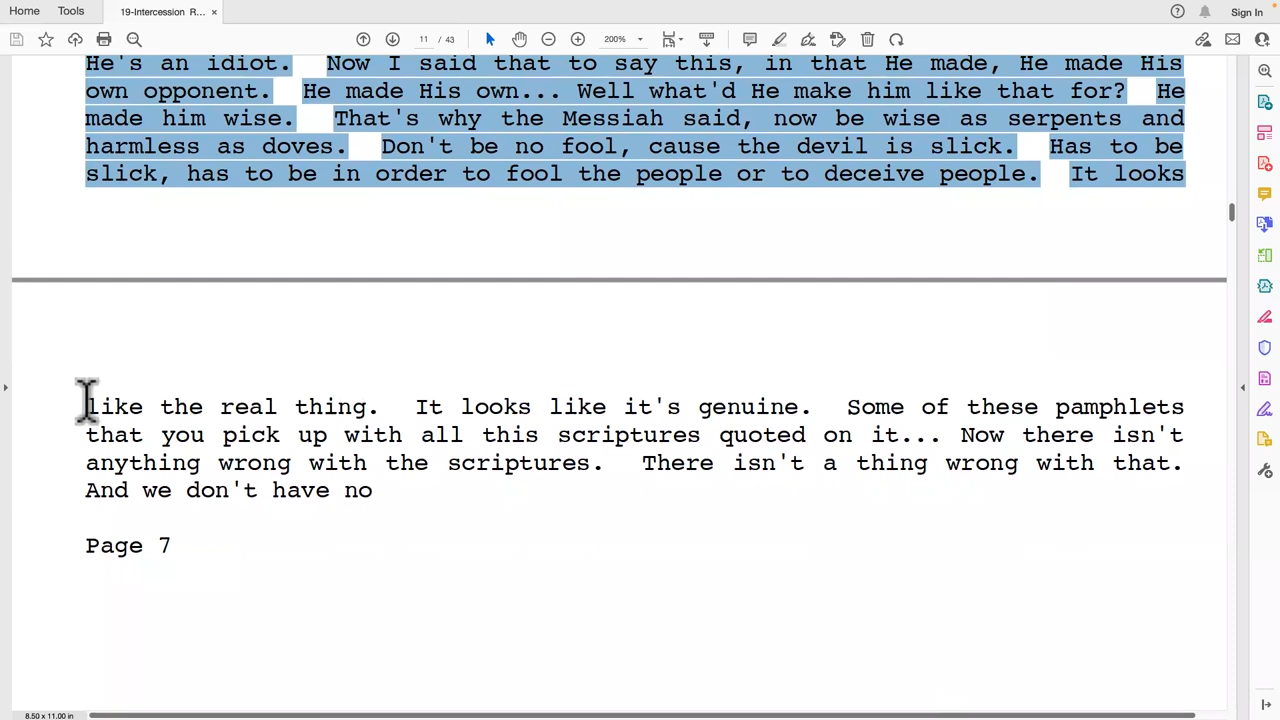 Home Tools 19-Intercession R... × Sign In
11 / 43 200%
He's an idiot. Now I said that to say this, in that He made, He made His
own opponent. He made His own... Well what'd He make him like that for? He
made him wise. That's why the Messiah said, now be wise as serpents and
harmless as doves. Don't be no fool, cause the devil is slick. Has to be
slick, has to be in order to fool the people or to deceive people. It looks
like the real thing. It looks like it's genuine. Some of these pamphlets
that you pick up with all this scriptures quoted on it... Now there isn't
anything wrong with the scriptures. There isn't a thing wrong with that.
And we don't have no
Page 7
8.50 x 11.00 in